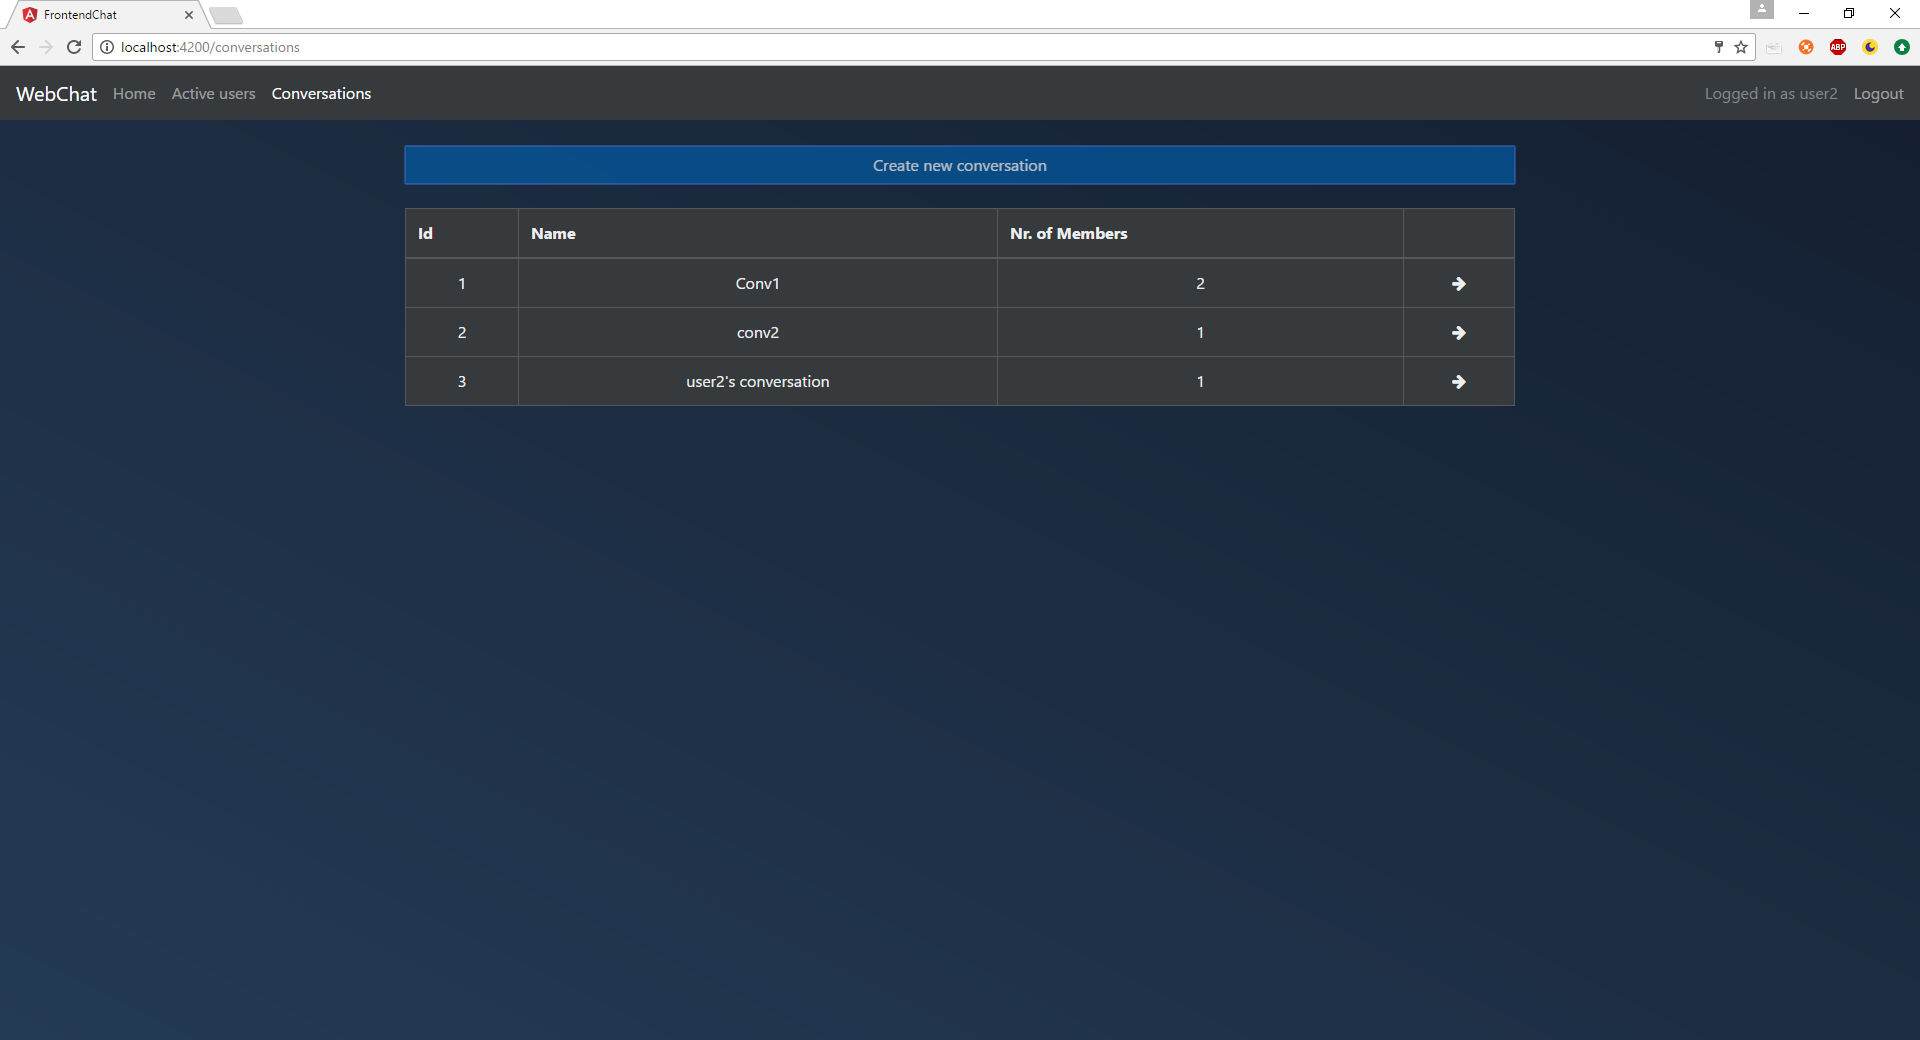 FrontendChat
localhost:4200/conversations
ABP
WebChat Home Active users Conversations Logged in as user2 Logout
Create new conversation
Id Name Nr. of Members
1 Conv1 2
2 conv2 1
3 user2's conversation 1